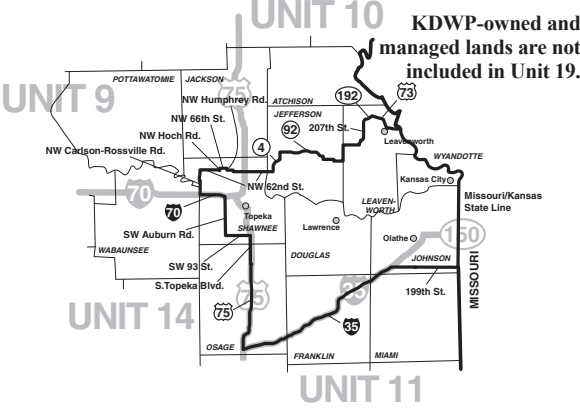 UNIT 10
KDWP-owned and
managed lands are not
included in Unit 19.
POTTAWATOMIE
JACKSON
UNIT 9
75
NW Humphrey Rd.
ATCHISON
192
73
NW 66th St.
JEFFERSON
92
207th St.
NW Hoch Rd.
4
Leavenworth
NW Carlson-Rossville Rd.
WYANDOTTE
NW 62nd St.
Kansas City
70
70
LEAVEN-
WORTH
Missouri/Kansas
State Line
Topeka
SHAWNEE
Lawrence
SW Auburn Rd.
Olathe
150
WABAUNSEE
DOUGLAS
JOHNSON
SW 93 St.
S.Topeka Blvd.
199th St.
MISSOURI
75
35
UNIT 14
75
35
OSAGE
FRANKLIN
MIAMI
UNIT 11